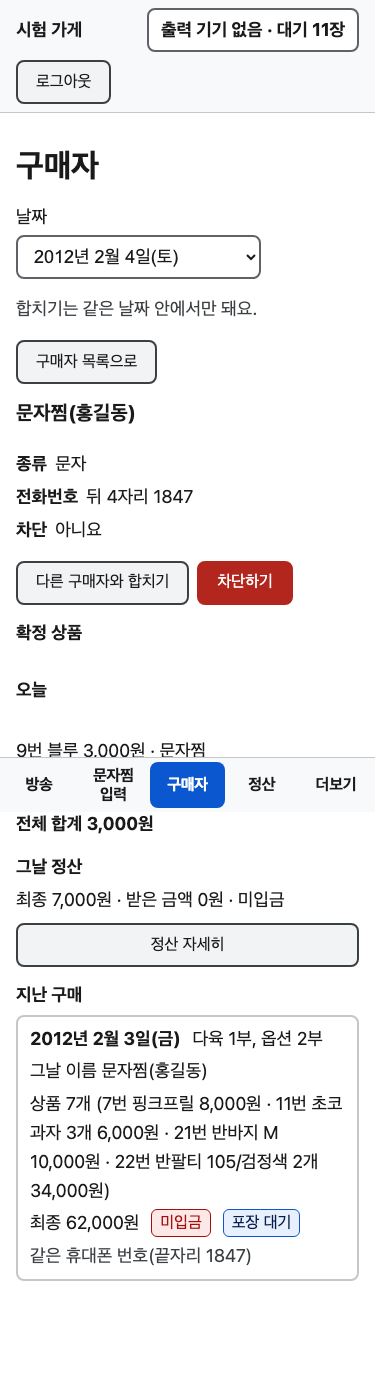 시험 가게
출력 기기 없음 · 대기 11장
로그아웃
구매자
날짜
2012년 2월 4일(토)
합치기는 같은 날짜 안에서만 돼요.
구매자 목록으로
문자찜(홍길동)
종류 문자
전화번호 뒤 4자리 1847
차단 아니요
다른 구매자와 합치기
차단하기
확정 상품
오늘
9번 블루 3,000원 · 문자찜
방송
문자찜
입력
구매자
정산
더보기
전체 합계 3,000원
그날 정산
최종 7,000원 · 받은 금액 0원 · 미입금
정산 자세히
지난 구매
2012년 2월 3일(금) 다육 1부, 옵션 2부
그날 이름 문자찜(홍길동)
상품 7개 (7번 핑크프릴 8,000원 · 11번 초코
과자 3개 6,000원 · 21번 반바지 M
10,000원 · 22번 반팔티 105/검정색 2개
34,000원)
최종 62,000원 미입금 포장 대기
같은 휴대폰 번호(끝자리 1847)